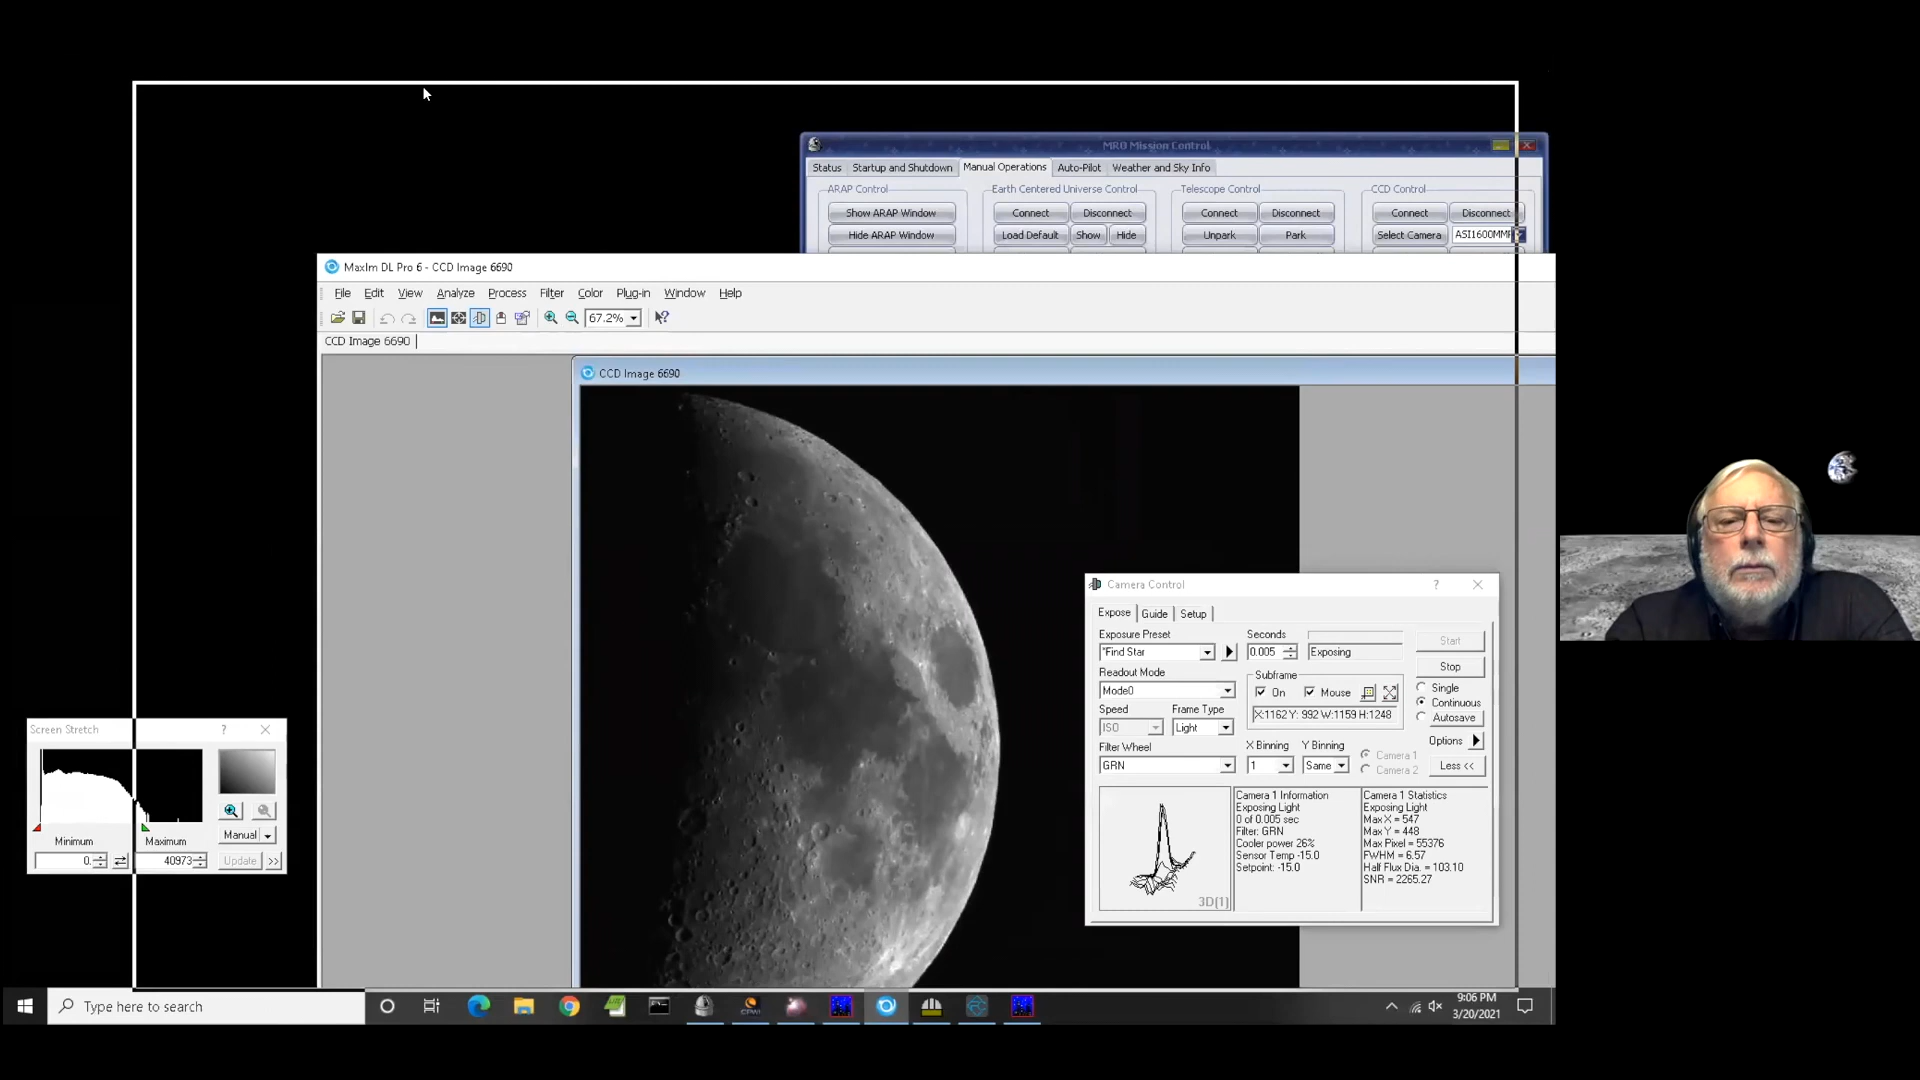 MRO Mission Control
Status Startup and Shutdown Manual Operations Auto-Pilot Weather and Sky Info
ARAP Control Earth Centered Universe Control Telescope Control CCD Control
Show ARAP Window Connect Disconnect Connect Disconnect Connect Disconnect
Hide ARAP Window Load Default Show Hide Unpark Park Select Camera
MaxIm DL Pro 6 - CCD Image 6690
File Edit View Analyze Process Filter Color Plug-in Window Help
67.2%
CCD Image 6690
CCD Image 6690
Camera Control
Expose Guide Setup
Exposure Preset Seconds
*Find Star 0.005 Exposing Start
Readout Mode Subframe Stop
Mode0 On Mouse Single
Speed Frame Type X:1162 Y: 992 W:1159 H:1248 Continuous
ISO Light Autosave
Filter Wheel X Binning Y Binning Options
GRN 1 Same Camera 1
Camera 2
Less <<
Camera 1 Information
Exposing Light
0 of 0.005 sec
Filter: GRN
Cooler power 26%
Sensor Temp -15.0
Setpoint: -15.0
Camera 1 Statistics
Exposing Light
Max X = 547
Max Y = 448
Max Pixel = 55376
FWHM = 6.57
Half Flux Dia. = 103.10
SNR = 2265.27
3D(1)
Screen Stretch
Minimum Maximum Manual
0. 40973 Update >>
Type here to search
CPWI
9:06 PM
3/20/2021